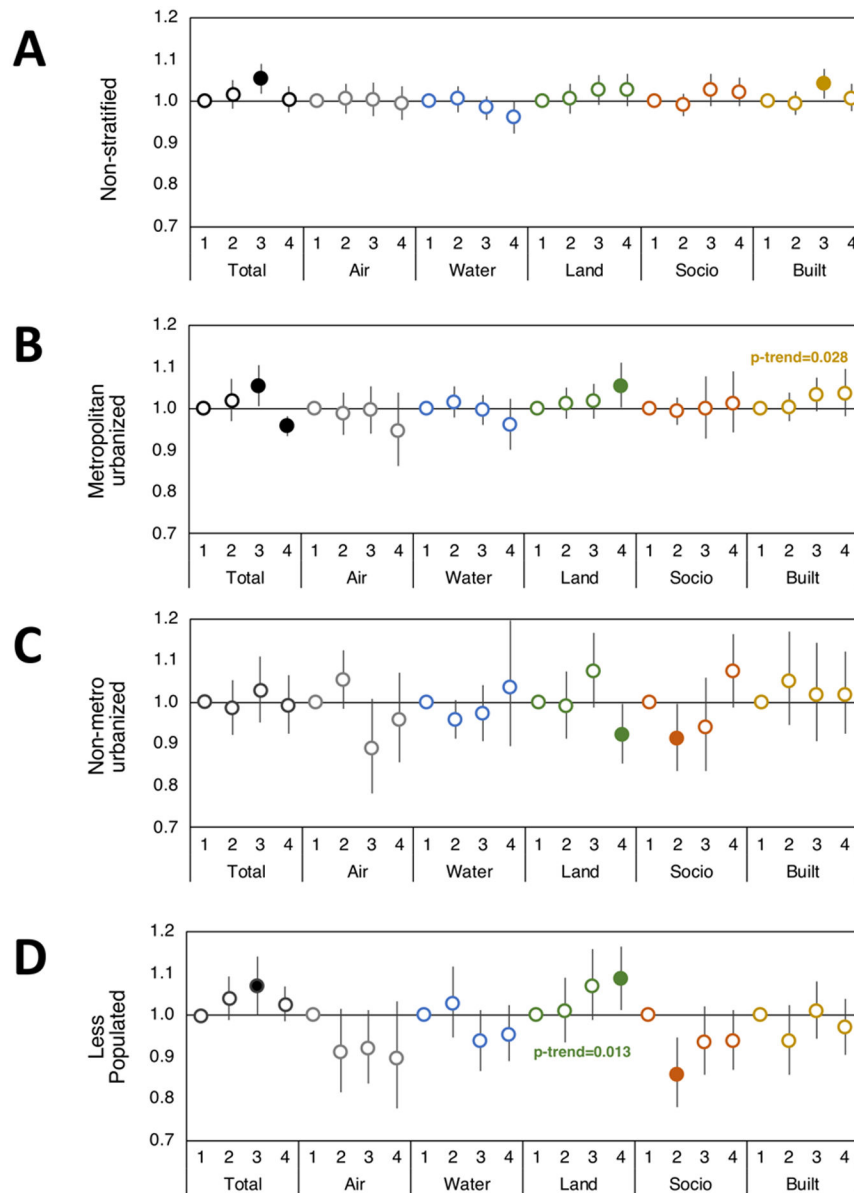 A
Non-stratified
1.2
1.1
1.0
0.9
0.8
0.7
1 2 3 4 1 2 3 4 1 2 3 4 1 2 3 4 1 2 3 4 1 2 3 4
Total Air Water Land Socio Built
B
Metropolitan
urbanized
1.2
1.1
1.0
0.9
0.8
0.7
p-trend=0.028
1 2 3 4 1 2 3 4 1 2 3 4 1 2 3 4 1 2 3 4 1 2 3 4
Total Air Water Land Socio Built
C
Non-metro
urbanized
1.2
1.1
1.0
0.9
0.8
0.7
1 2 3 4 1 2 3 4 1 2 3 4 1 2 3 4 1 2 3 4 1 2 3 4
Total Air Water Land Socio Built
D
Less
Populated
1.2
1.1
1.0
0.9
0.8
0.7
p-trend=0.013
1 2 3 4 1 2 3 4 1 2 3 4 1 2 3 4 1 2 3 4 1 2 3 4
Total Air Water Land Socio Built